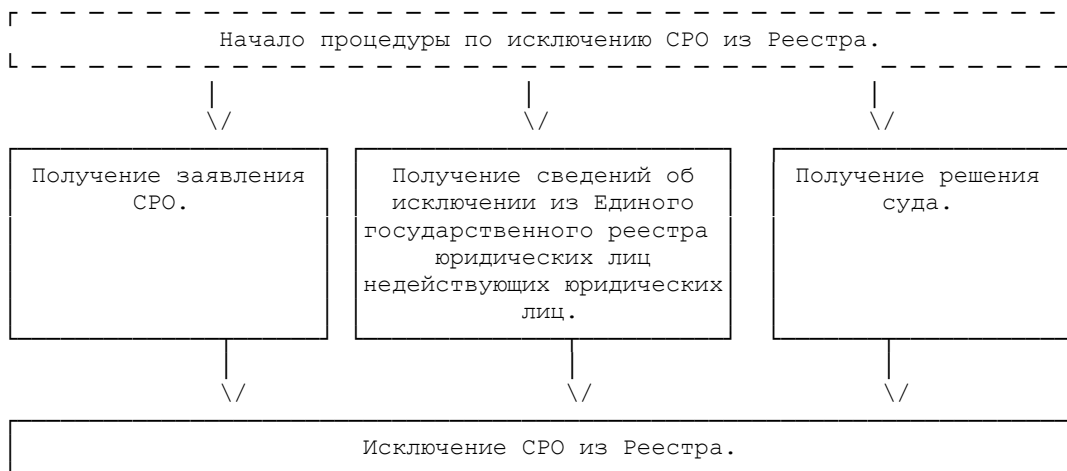 Начало процедуры по исключению СРО из Реестра.
Получение заявления
СРО.
Получение сведений об
исключении из Единого
государственного реестра
юридических лиц
недействующих юридических
лиц.
Получение решения
суда.
Исключение СРО из Реестра.